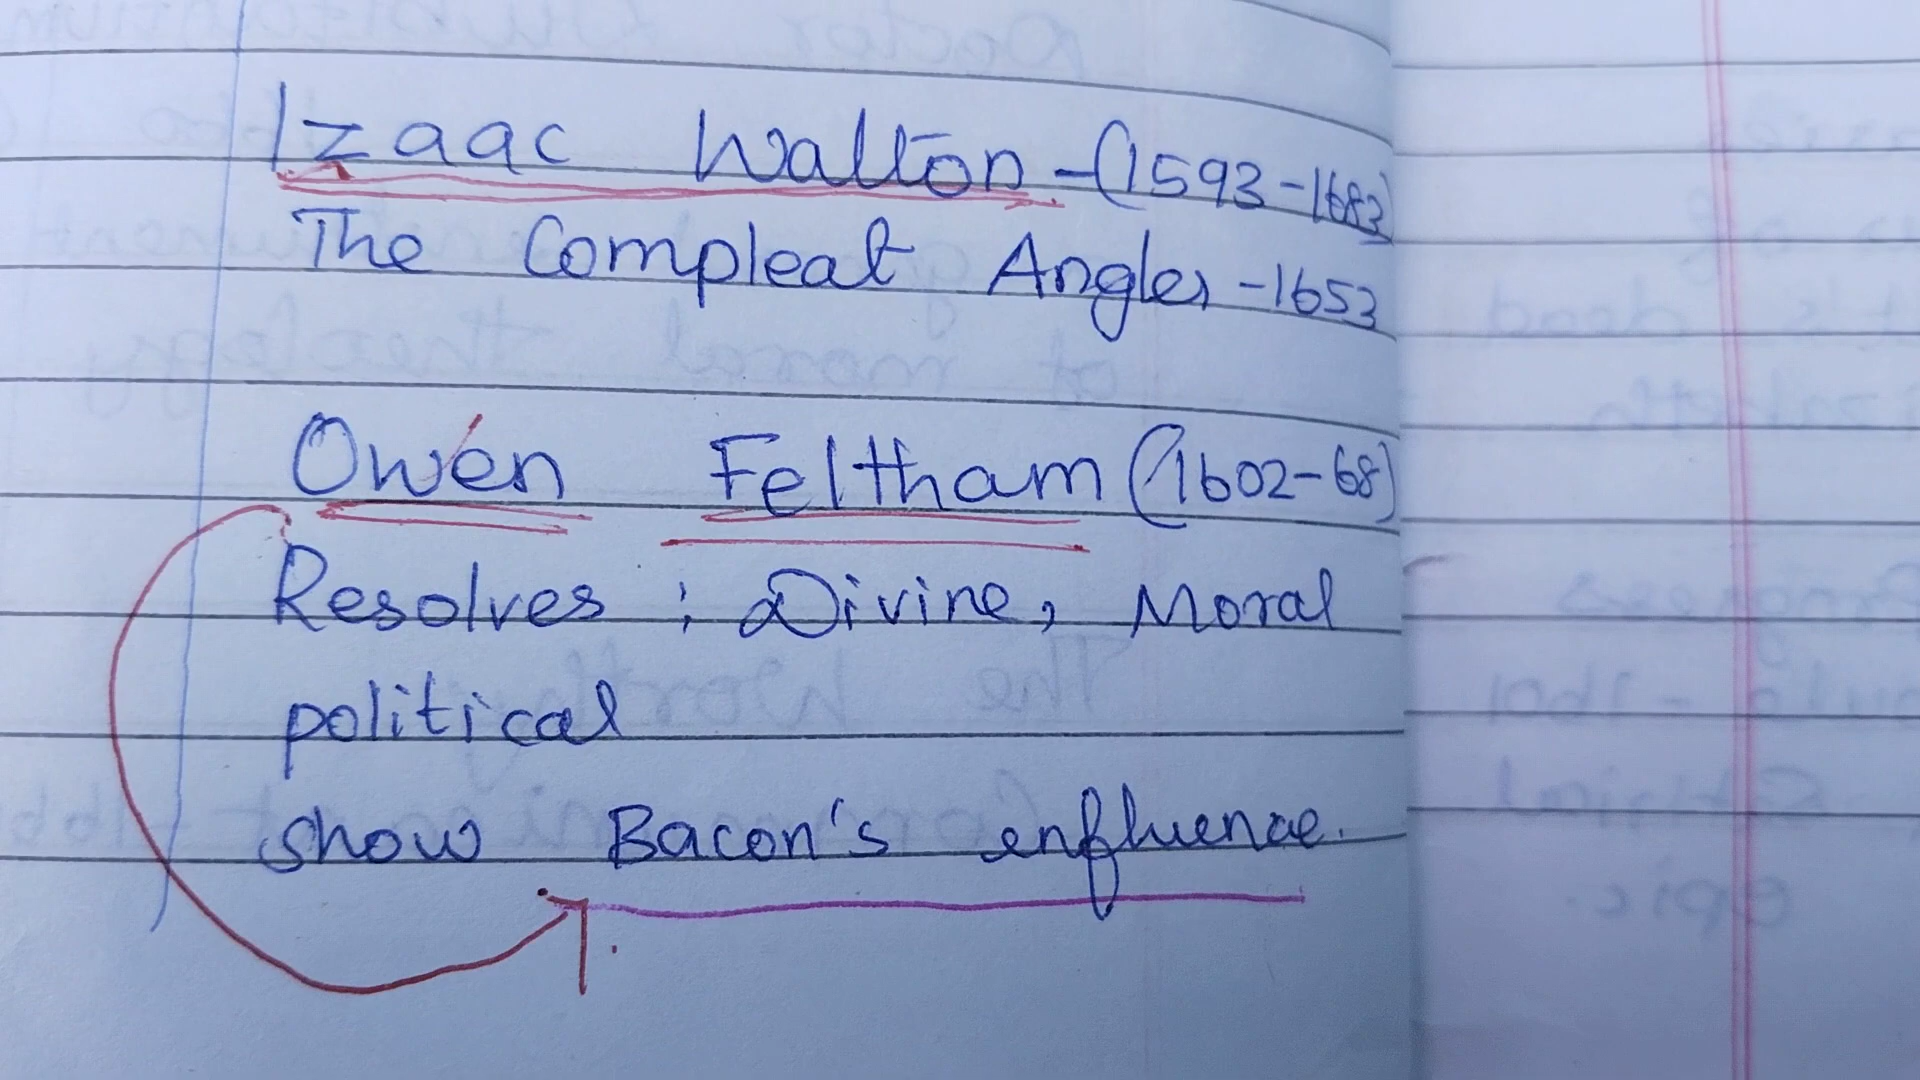 Izaac Walton - (1593-1683)
The Compleat Angler - 1653
Owen Feltham (1602-68)
Resolves : Divine, Moral
political
show Bacon's enfluence.